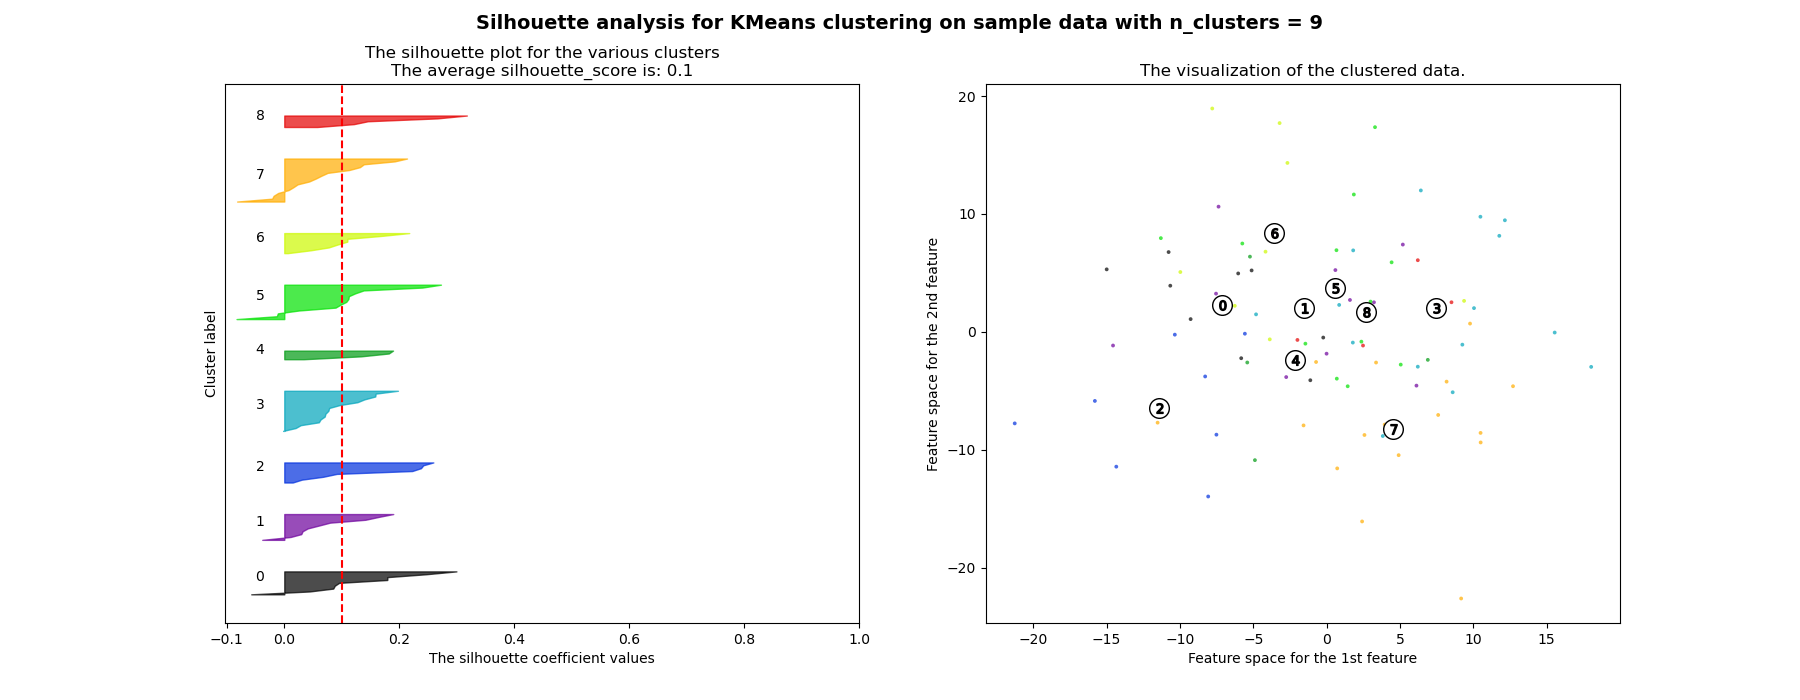 Silhouette analysis for KMeans clustering on sample data with n_clusters = 9
The silhouette plot for the various clusters
The average silhouette_score is: 0.1
8
7
6
5
4
3
2
1
0
Cluster label
−0.1 0.0 0.2 0.4 0.6 0.8 1.0
The silhouette coefficient values
The visualization of the clustered data.
20
10
0
−10
−20
Feature space for the 2nd feature
6
5
0
1
8
3
4
2
7
−20 −15 −10 −5 0 5 10 15
Feature space for the 1st feature